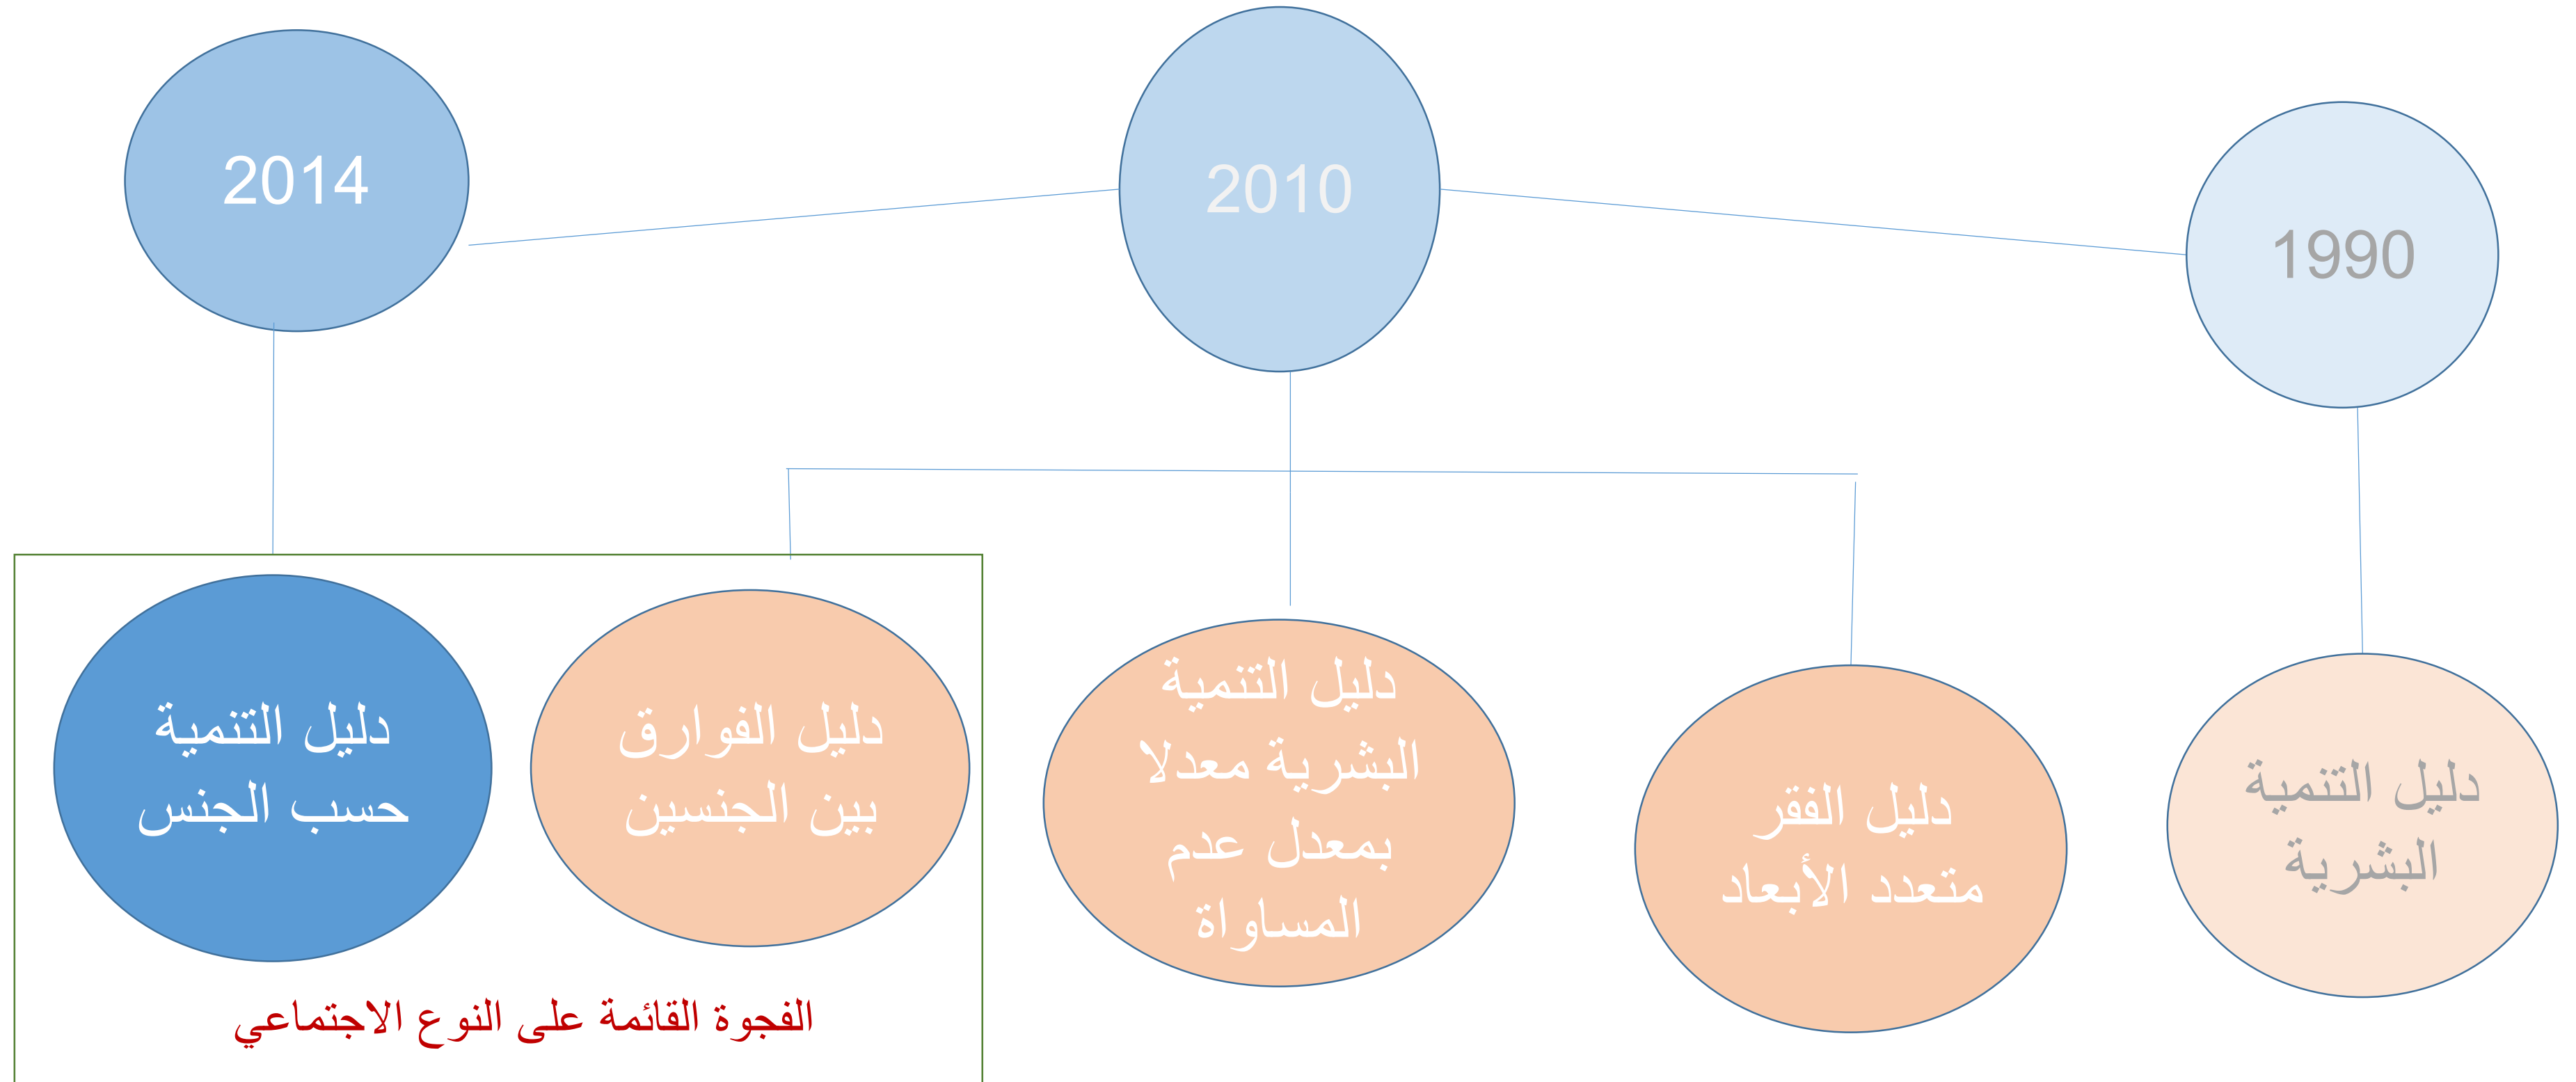 1990
2010
2014
دليل التنمية
البشرية
دليل الفقر
متعدد الأبعاد
دليل التنمية
البشرية معدلا
بمعدل عدم
المساواة
دليل الفوارق
بين الجنسين
دليل التنمية
حسب الجنس
الفجوة القائمة على النوع الاجتماعي